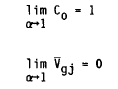 lim C₀ = 1
α→1
lim V̄gj = 0
α→1